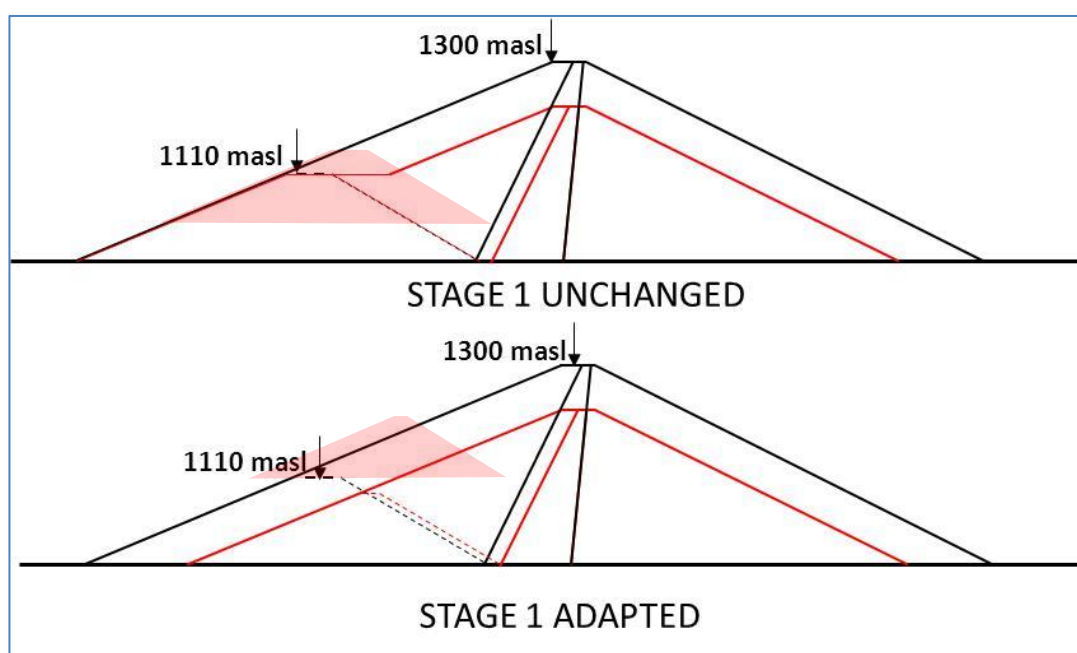 1300 masl
1110 masl
STAGE 1 UNCHANGED
1300 masl
1110 masl
STAGE 1 ADAPTED